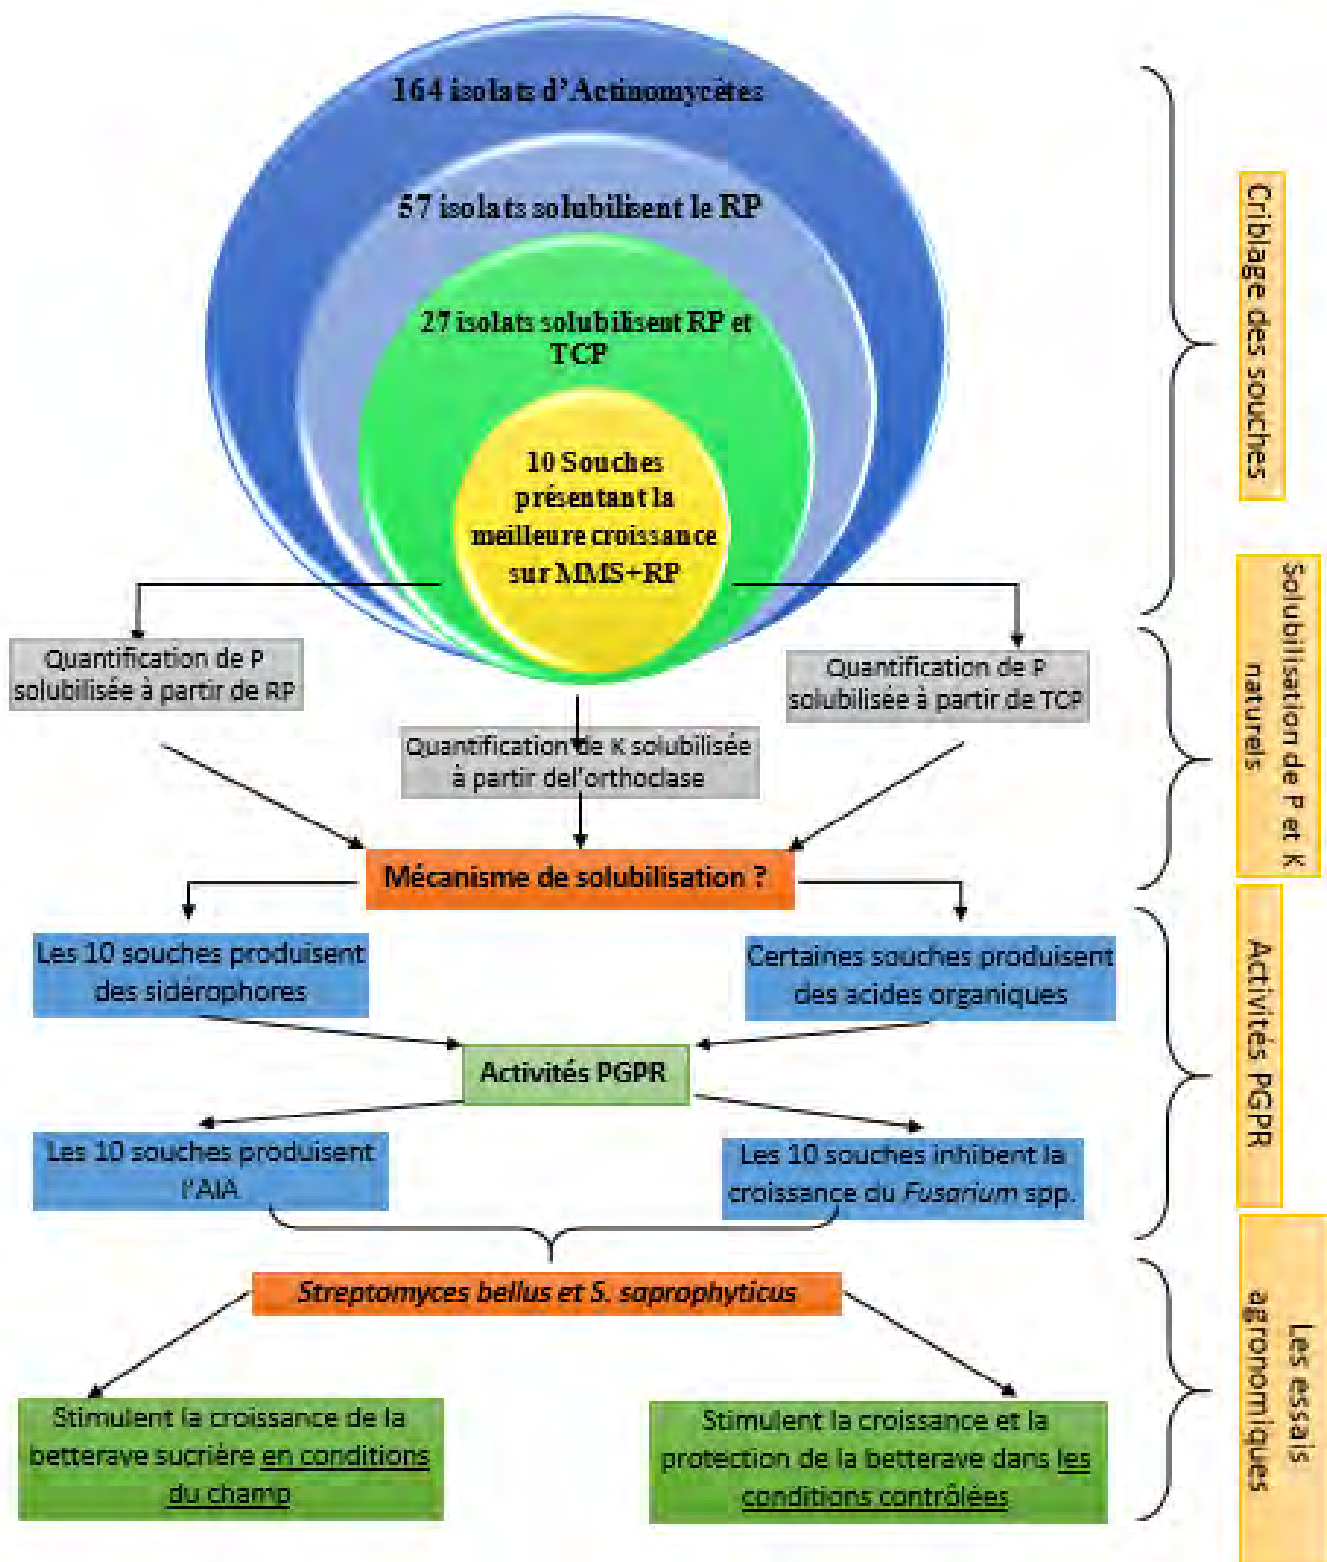 164 isolats d'Actinomycètes
57 isolats solubilisent le RP
27 isolats solubilisent RP et
TCP
10 Souches
présentant la
meilleure croissance
sur MMS+RP
Criblage des souches
Quantification de P
solubilisée à partir de RP
Quantification de K solubilisée
à partir del'orthoclase
Quantification de P
solubilisée à partir de TCP
Solubilisation de P et K
naturels
Mécanisme de solubilisation ?
Les 10 souches produisent
des sidérophores
Certaines souches produisent
des acides organiques
Activités PGPR
Les 10 souches produisent
l'AIA
Les 10 souches inhibent la
croissance du Fusarium spp.
Activités PGPR
Streptomyces bellus et S. saprophyticus
Stimulent la croissance de la
betterave sucrière en conditions
du champ
Stimulent la croissance et la
protection de la betterave dans les
conditions contrôlées
Les essais
agronomiques